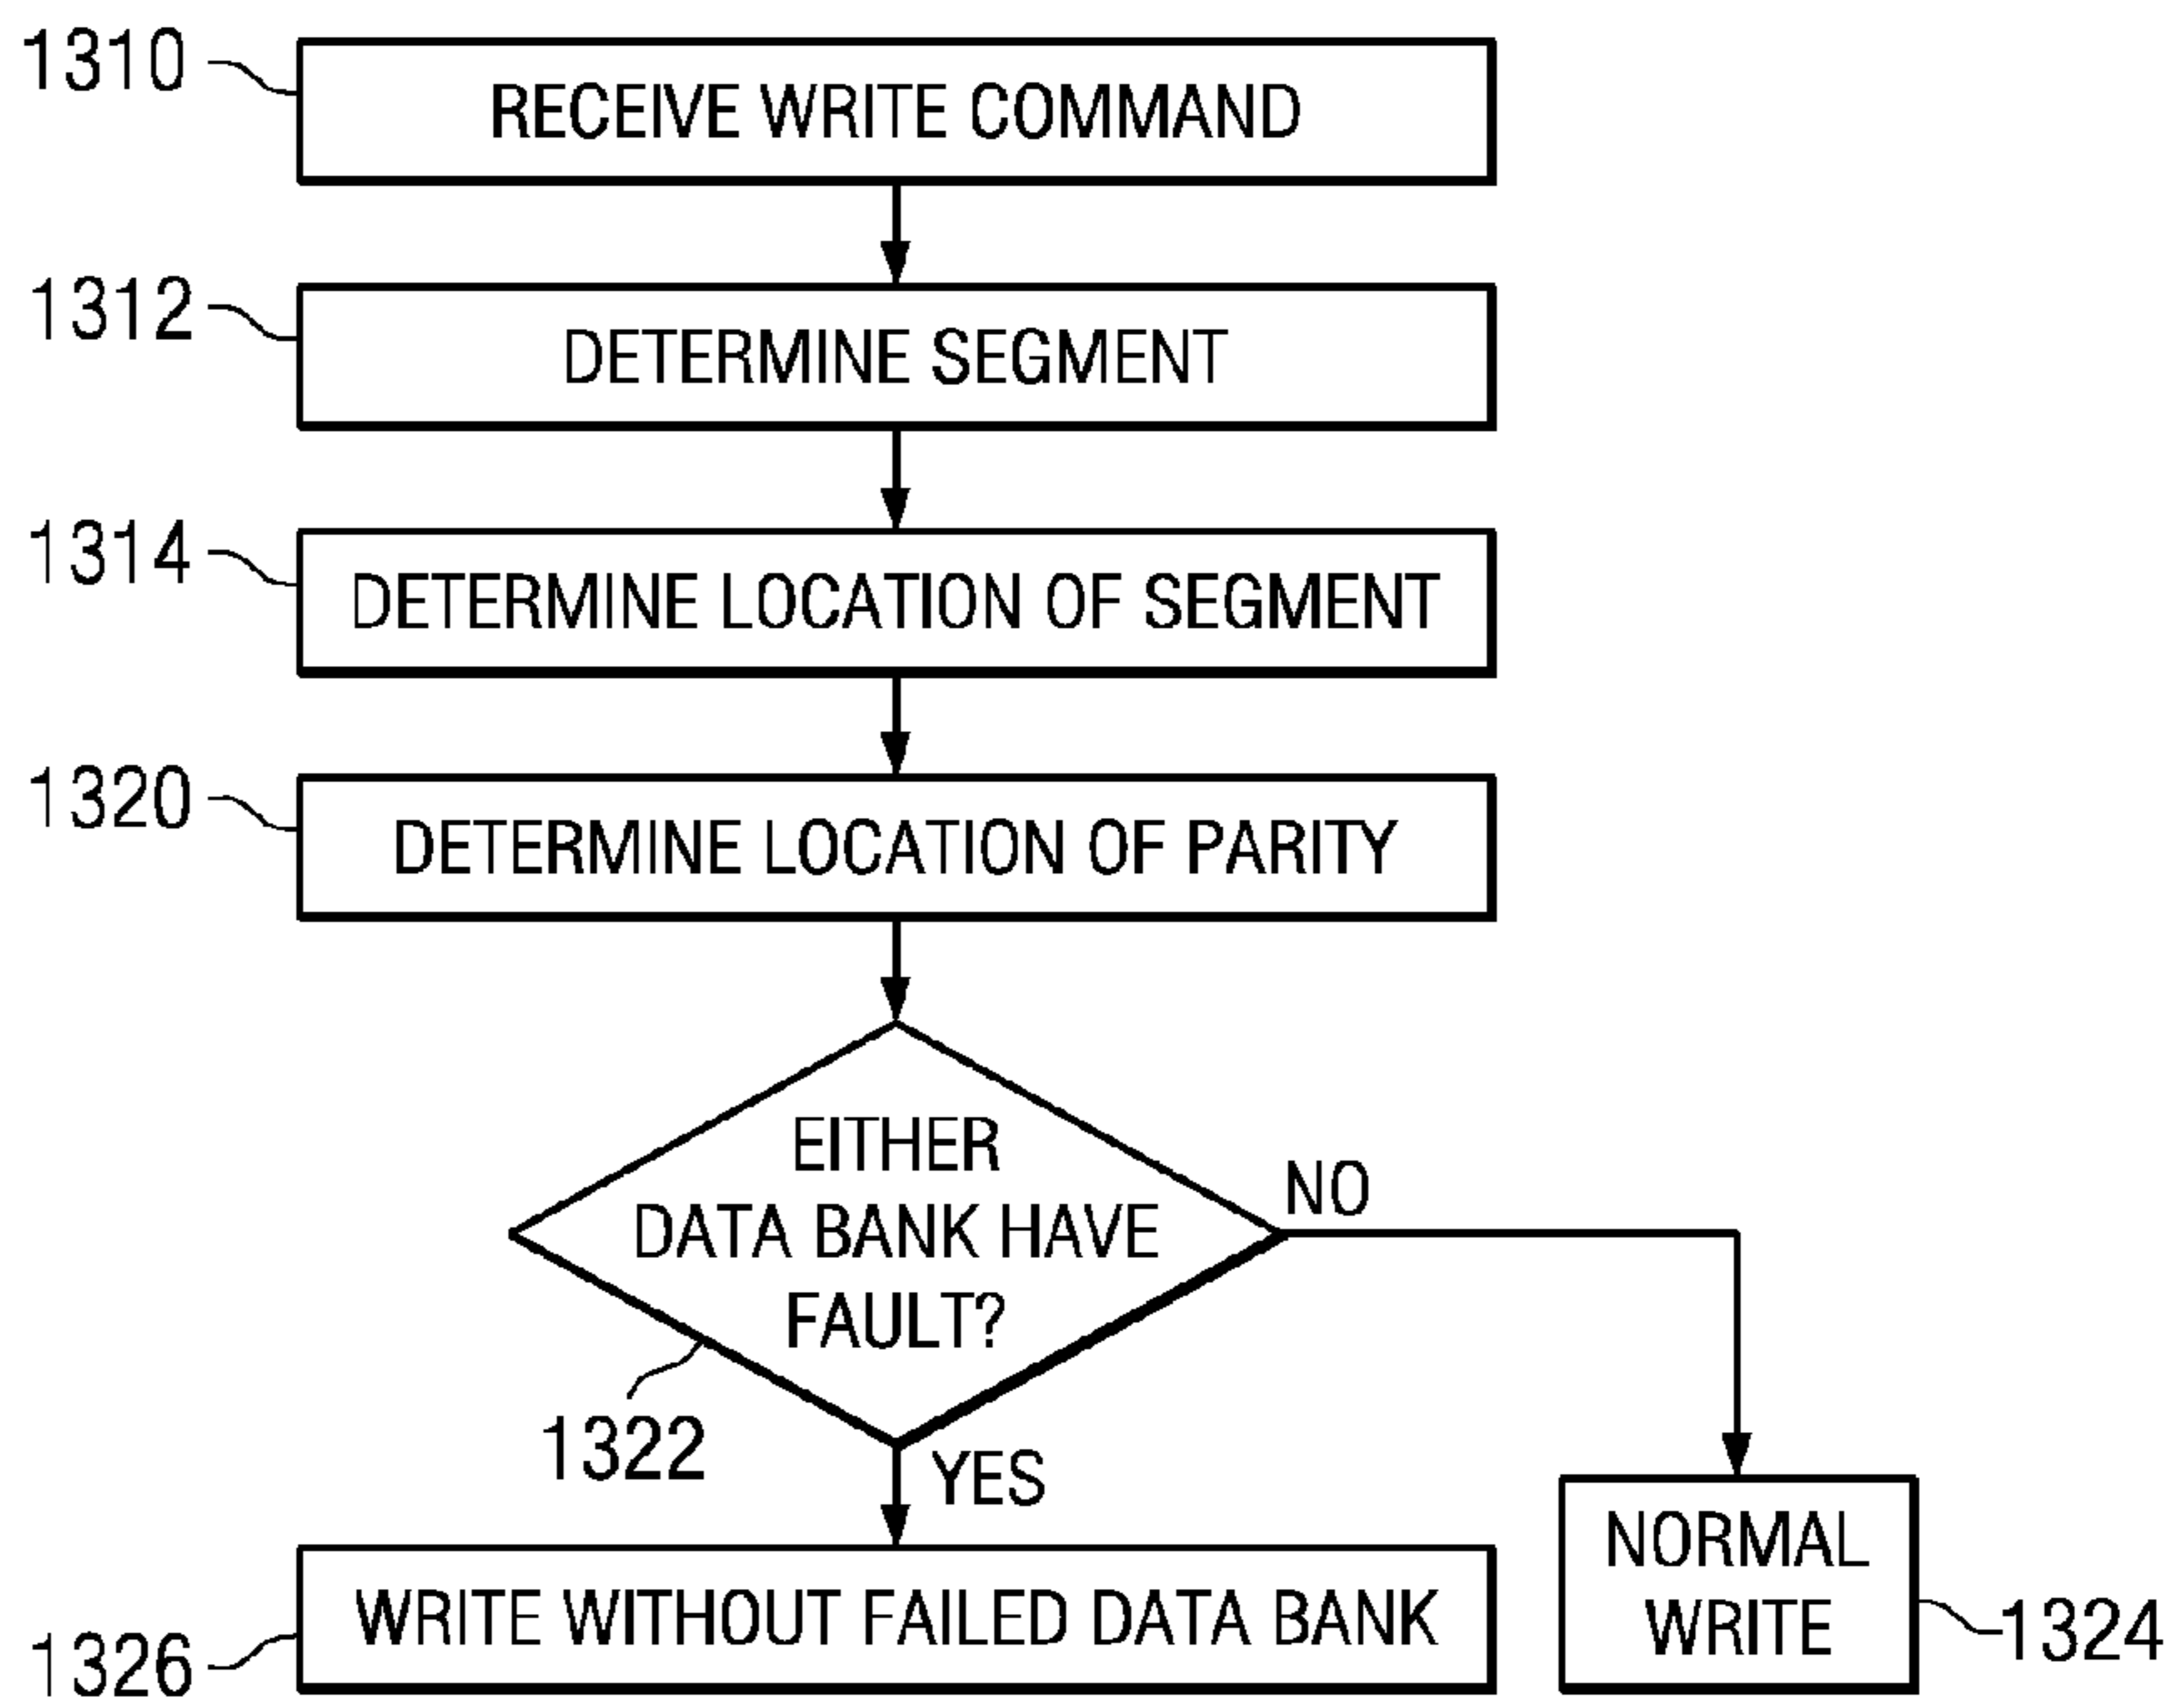 1310
RECEIVE WRITE COMMAND
1312
DETERMINE SEGMENT
1314
DETERMINE LOCATION OF SEGMENT
1320
DETERMINE LOCATION OF PARITY
EITHER
DATA BANK HAVE
FAULT?
1322
NO
YES
NORMAL
WRITE
1324
WRITE WITHOUT FAILED DATA BANK
1326